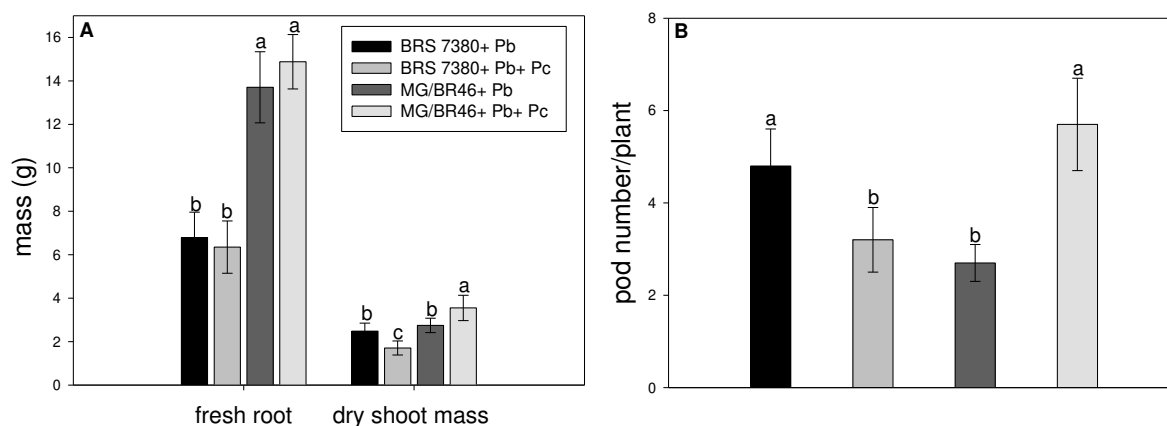 A
mass (g)
16
14
12
10
8
6
4
2
0
BRS 7380+ Pb
BRS 7380+ Pb+ Pc
MG/BR46+ Pb
MG/BR46+ Pb+ Pc
b
b
a
a
b
c
b
a
fresh root
dry shoot mass
B
pod number/plant
8
6
4
2
0
a
b
b
a